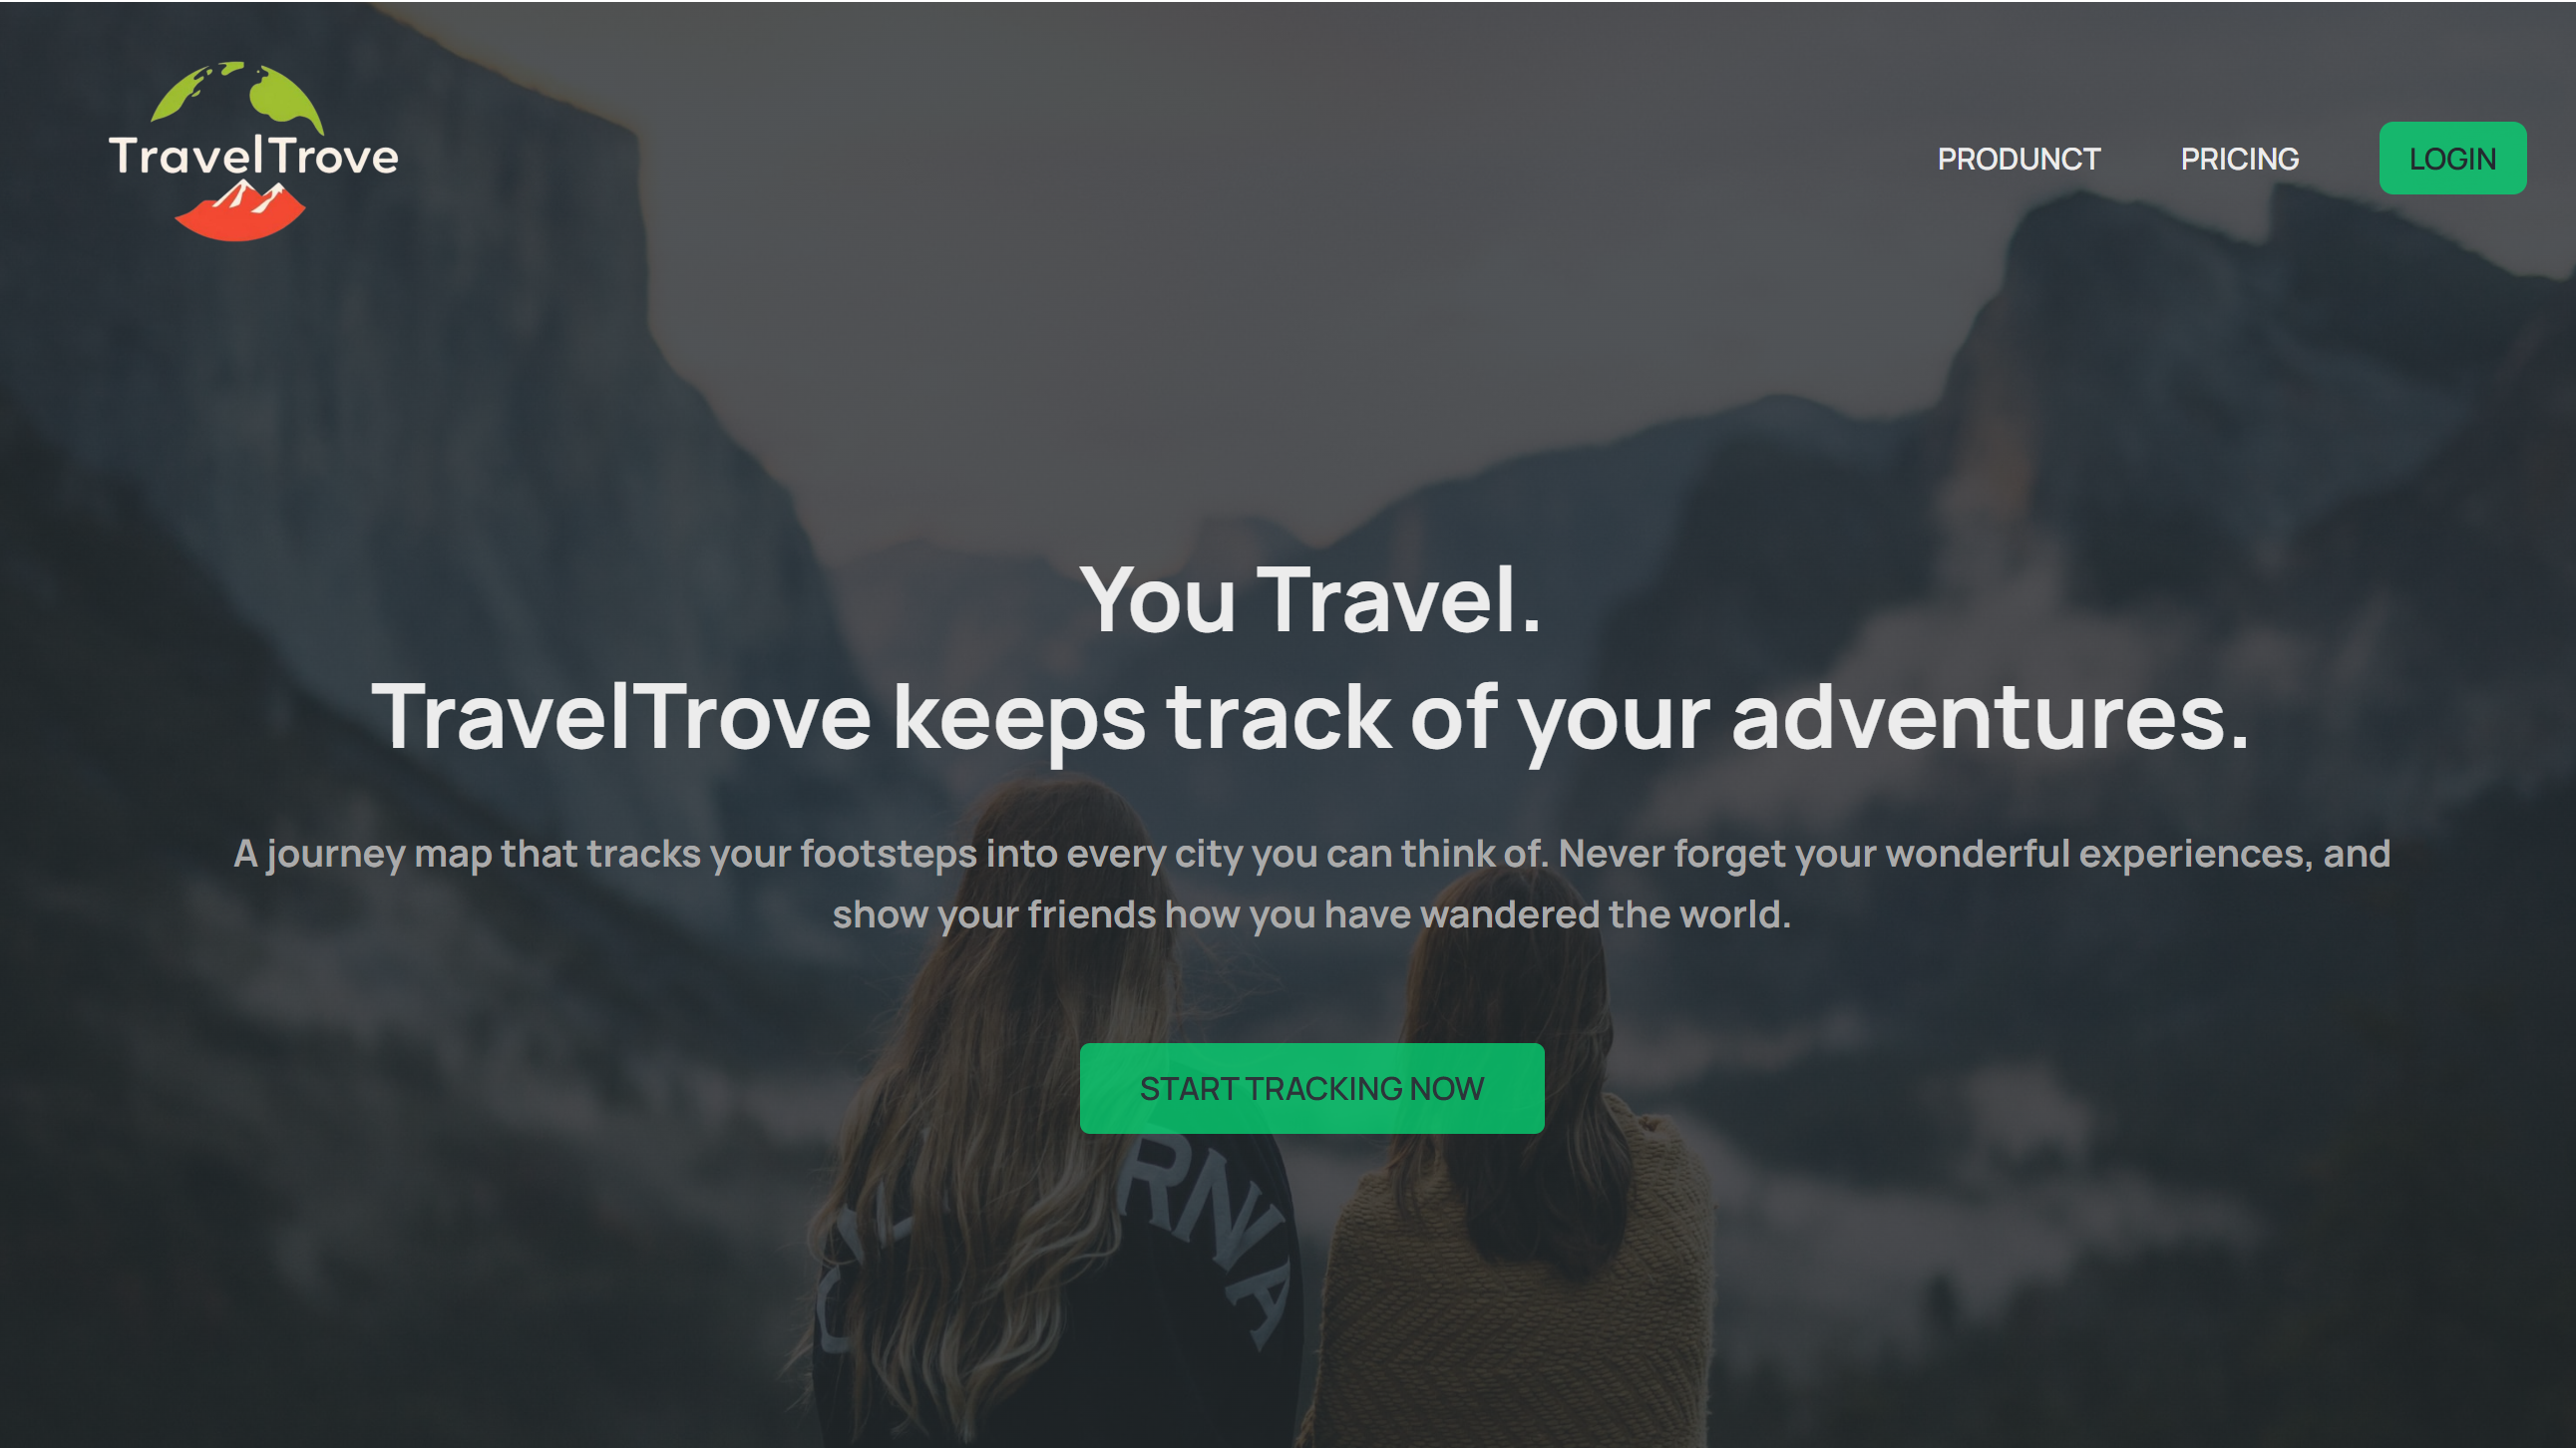 TravelTrove
PRODUNCT
PRICING
LOGIN
You Travel.
TravelTrove keeps track of your adventures.
A journey map that tracks your footsteps into every city you can think of. Never forget your wonderful experiences, and
show your friends how you have wandered the world.
START TRACKING NOW
RNIA